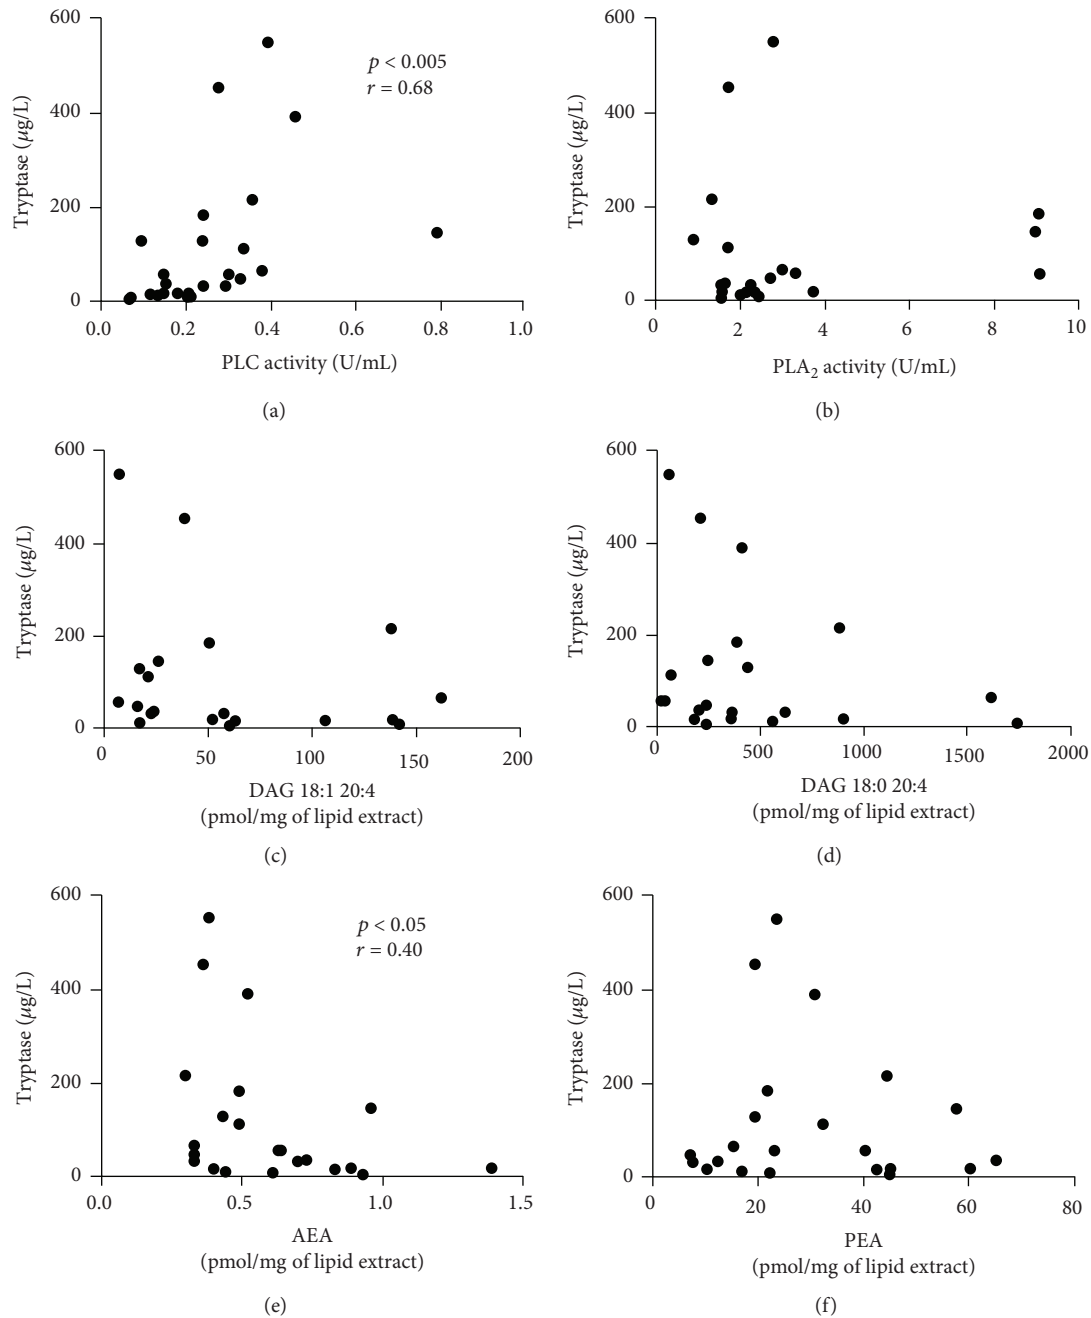 600
400
200
0
Tryptase (μg/L)
p < 0.005
r = 0.68
0.0 0.2 0.4 0.6 0.8 1.0
PLC activity (U/mL)
(a)
600
400
200
0
Tryptase (μg/L)
0 2 4 6 8 10
PLA₂ activity (U/mL)
(b)
600
400
200
0
Tryptase (μg/L)
0 50 100 150 200
DAG 18:1 20:4
(pmol/mg of lipid extract)
(c)
600
400
200
0
Tryptase (μg/L)
0 500 1000 1500 2000
DAG 18:0 20:4
(pmol/mg of lipid extract)
(d)
600
400
200
0
Tryptase (μg/L)
p < 0.05
r = 0.40
0.0 0.5 1.0 1.5
AEA
(pmol/mg of lipid extract)
(e)
600
400
200
0
Tryptase (μg/L)
0 20 40 60 80
PEA
(pmol/mg of lipid extract)
(f)